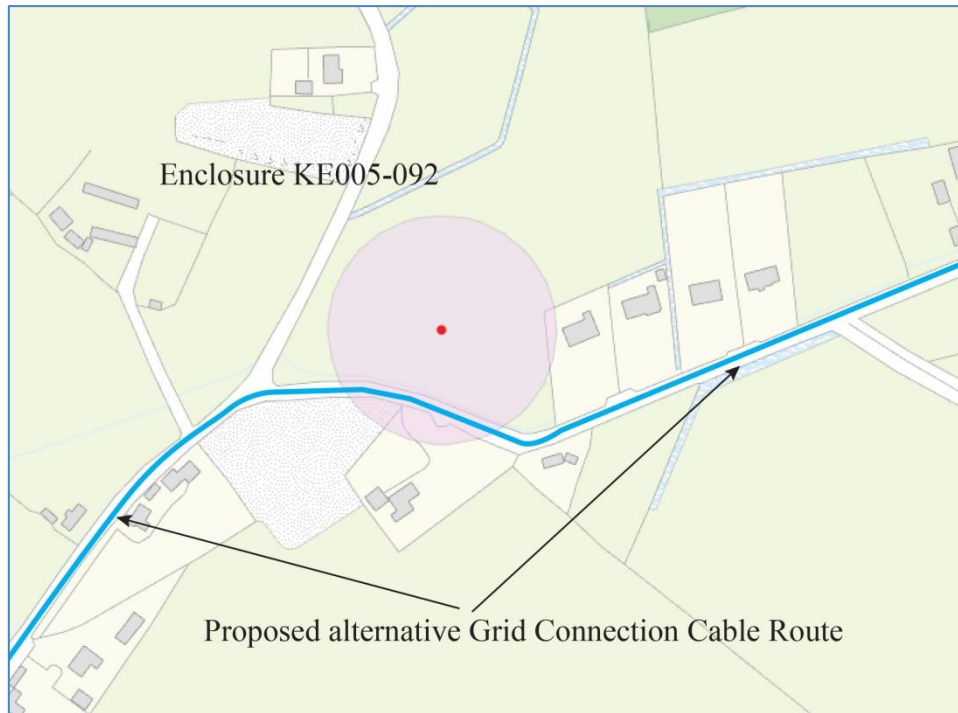 Enclosure KE005-092
Proposed alternative Grid Connection Cable Route